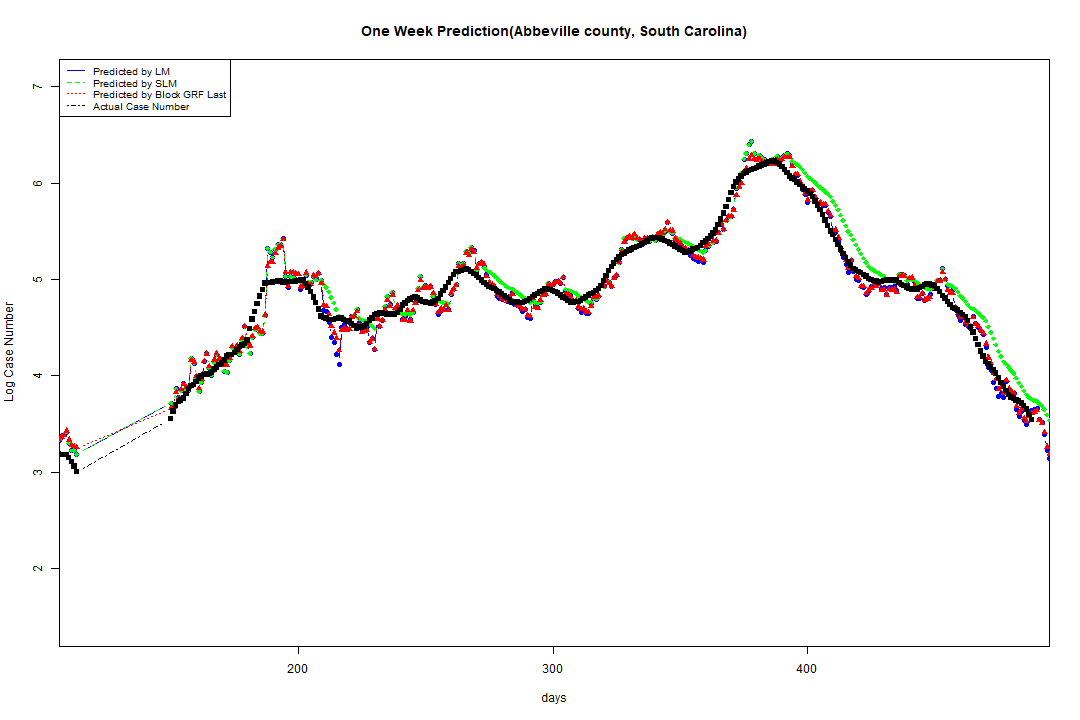 One Week Prediction(Abbeville county, South Carolina)
Predicted by LM
Predicted by SLM
Predicted by Block GRF Last
Actual Case Number
7
6
5
4
3
2
Log Case Number
200 300 400
days